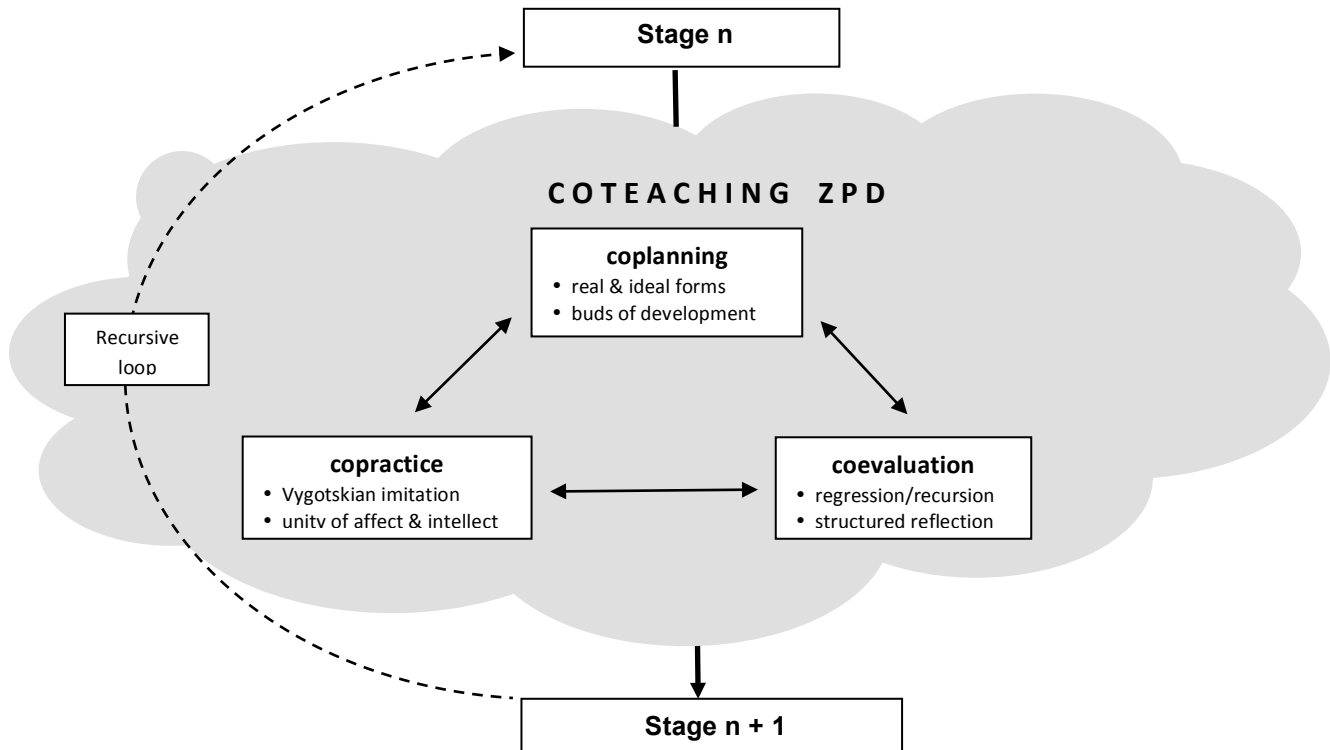 Stage n
COTEACHING ZPD
coplanning
• real & ideal forms
• buds of development
Recursive
loop
copractice
• Vygotskian imitation
• unity of affect & intellect
coevaluation
• regression/recursion
• structured reflection
Stage n + 1